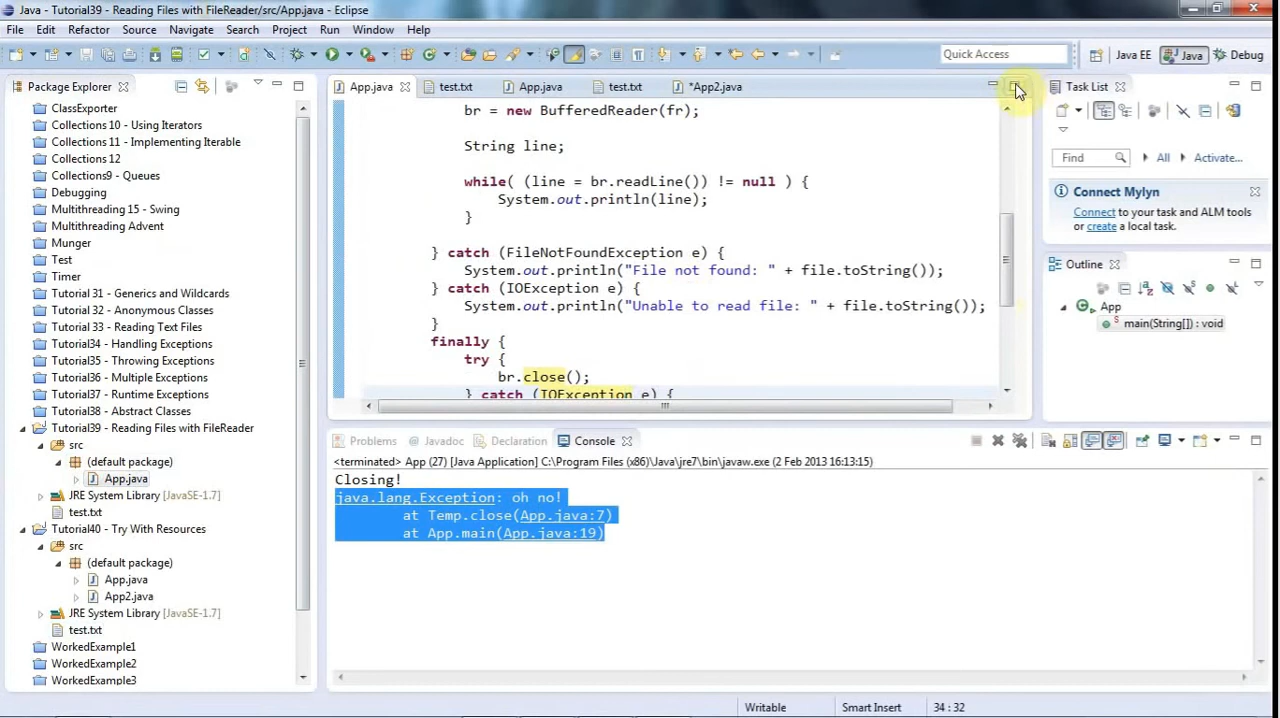 Java - Tutorial39 - Reading Files with FileReader/src/App.java - Eclipse
File Edit Refactor Source Navigate Search Project Run Window Help
Quick Access
Java EE
Java
Debug
Package Explorer
ClassExporter
Collections 10 - Using Iterators
Collections 11 - Implementing Iterable
Collections 12
Collections9 - Queues
Debugging
Multithreading 15 - Swing
Multithreading Advent
Munger
Test
Timer
Tutorial 31 - Generics and Wildcards
Tutorial 32 - Anonymous Classes
Tutorial 33 - Reading Text Files
Tutorial34 - Handling Exceptions
Tutorial35 - Throwing Exceptions
Tutorial36 - Multiple Exceptions
Tutorial37 - Runtime Exceptions
Tutorial38 - Abstract Classes
Tutorial39 - Reading Files with FileReader
src
(default package)
App.java
JRE System Library [JavaSE-1.7]
test.txt
Tutorial40 - Try With Resources
src
(default package)
App.java
App2.java
JRE System Library [JavaSE-1.7]
test.txt
WorkedExample1
WorkedExample2
WorkedExample3
App.java test.txt App.java test.txt *App2.java
br = new BufferedReader(fr);
String line;
while( (line = br.readLine()) != null ) {
System.out.println(line);
}
} catch (FileNotFoundException e) {
System.out.println("File not found: " + file.toString());
} catch (IOException e) {
System.out.println("Unable to read file: " + file.toString());
}
finally {
try {
br.close();
} catch (IOException e) {
Task List
Find All Activate...
Connect Mylyn
Connect to your task and ALM tools
or create a local task.
Outline
App
main(String[]) : void
Problems Javadoc Declaration Console
<terminated> App (27) [Java Application] C:\Program Files (x86)\Java\jre7\bin\javaw.exe (2 Feb 2013 16:13:15)
Closing!
java.lang.Exception: oh no!
at Temp.close(App.java:7)
at App.main(App.java:19)
Writable Smart Insert 34 : 32